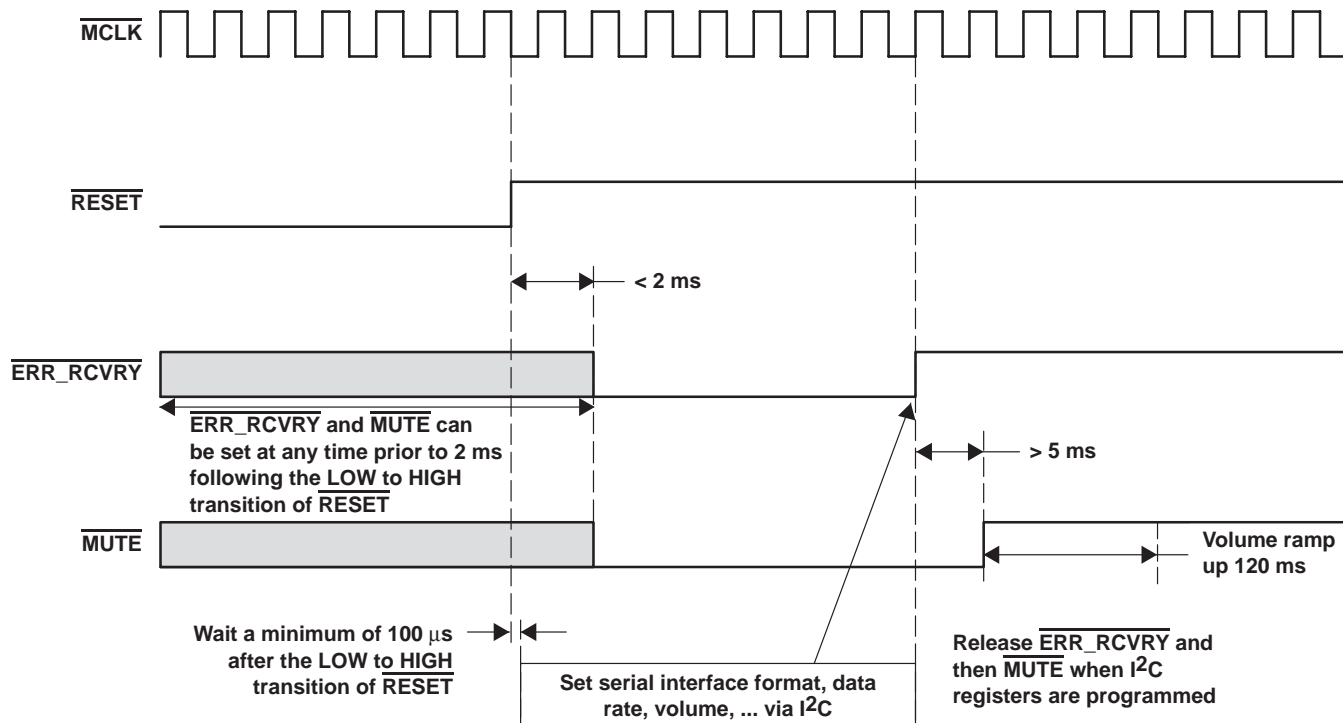 MCLK
RESET
< 2 ms
ERR_RCVRY
ERR_RCVRY and MUTE can
be set at any time prior to 2 ms
following the LOW to HIGH
transition of RESET
> 5 ms
MUTE
Volume ramp
up 120 ms
Wait a minimum of 100 μs
after the LOW to HIGH
transition of RESET
Set serial interface format, data
rate, volume, ... via I2C
Release ERR_RCVRY and
then MUTE when I2C
registers are programmed